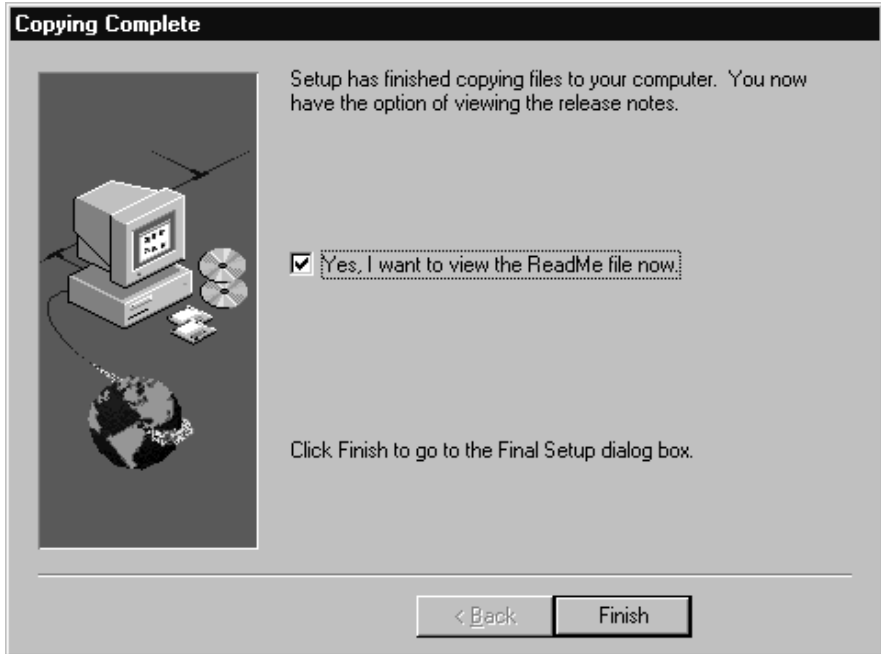 Copying Complete
Setup has finished copying files to your computer.  You now
have the option of viewing the release notes.
Yes, I want to view the ReadMe file now.
Click Finish to go to the Final Setup dialog box.
< Back
Finish